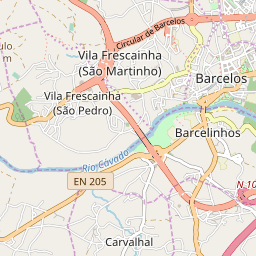 Circular de Barcelos
Vila Frescainha
(São Martinho)
Barcelos
Vila Frescainha
(São Pedro)
Barcelinhos
Rio Cávado
EN 205
N 10
Carvalhal